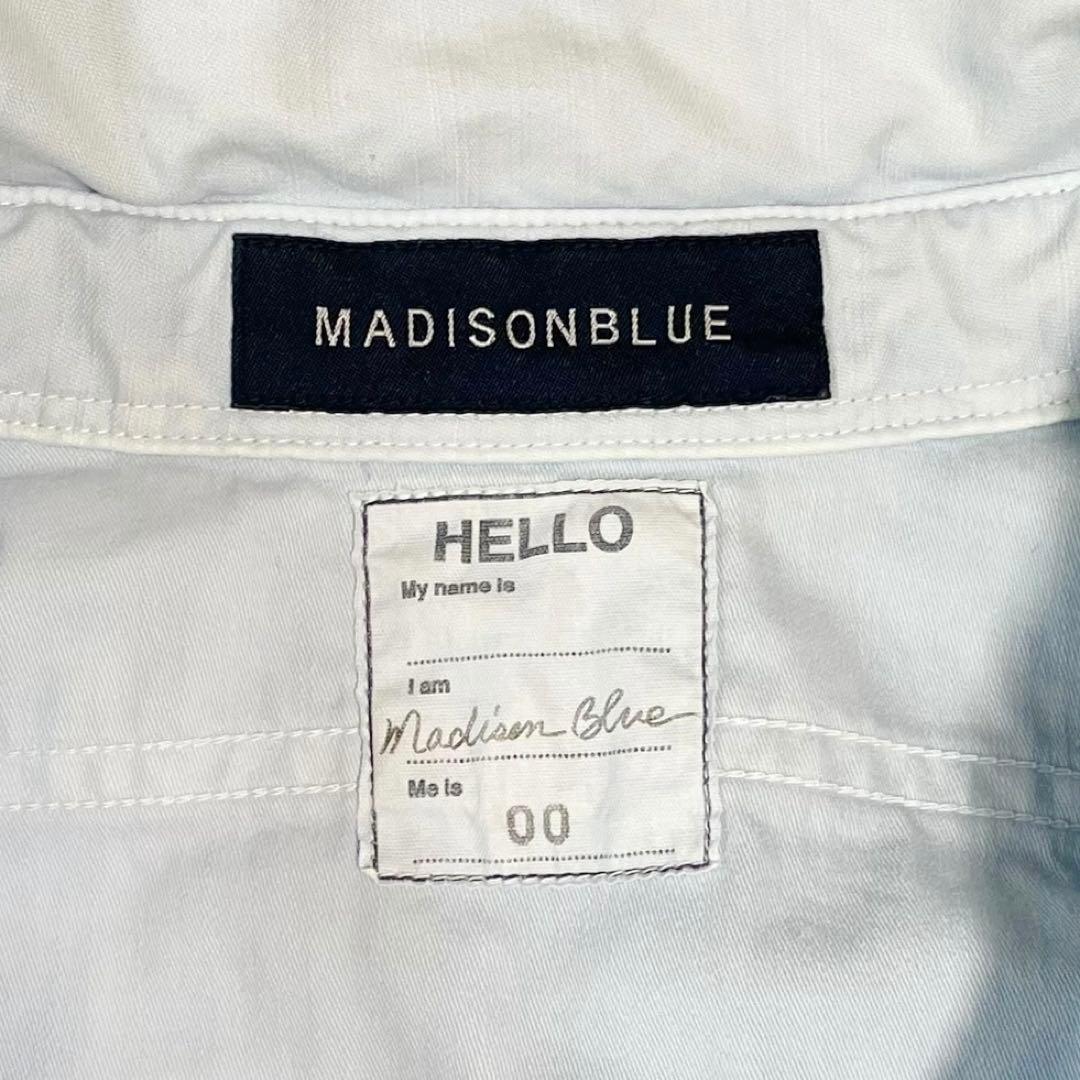 MADISONBLUE
HELLO
My name is
I am
Madison Blue
Me is
00